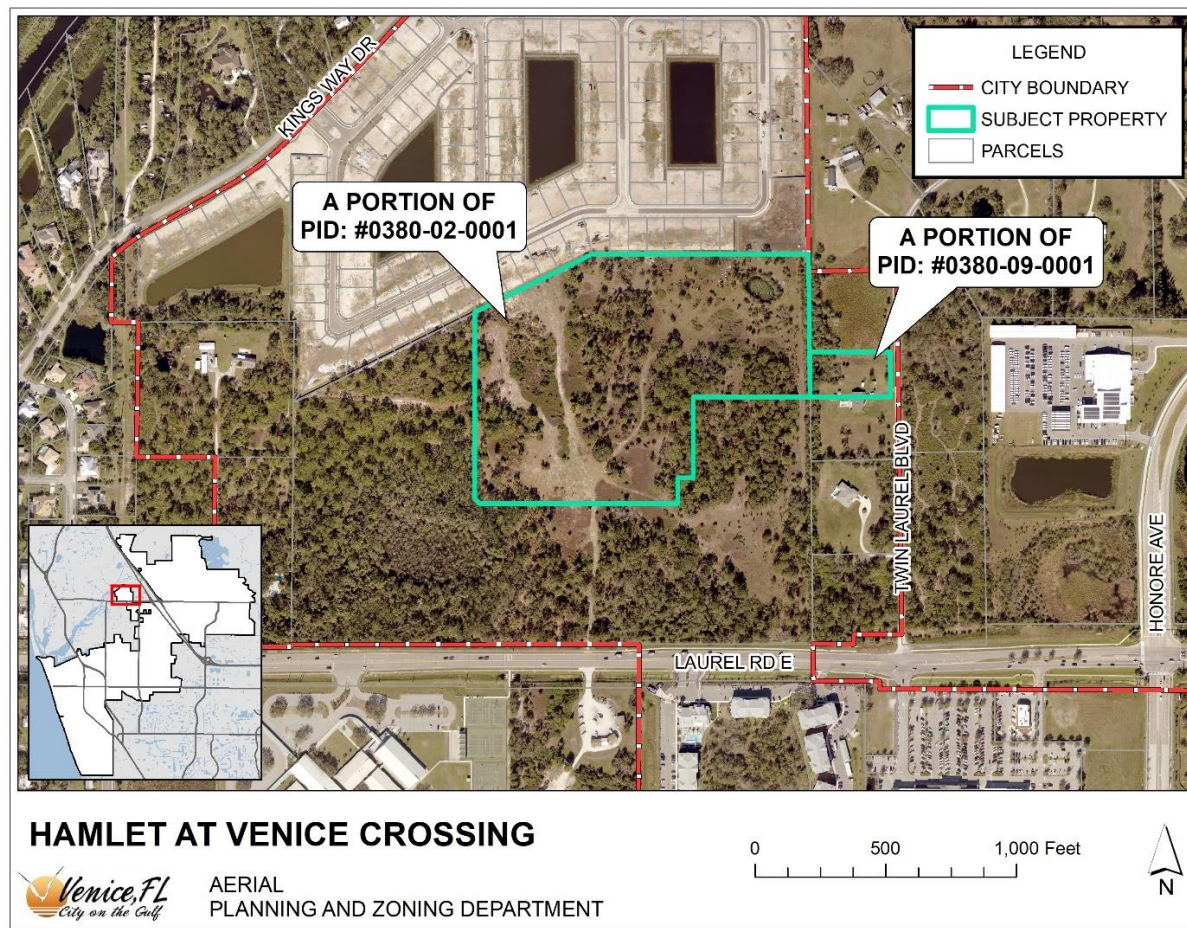 LEGEND
CITY BOUNDARY
SUBJECT PROPERTY
PARCELS
KINGS WAY DR
A PORTION OF
PID: #0380-02-0001
A PORTION OF
PID: #0380-09-0001
TWIN LAUREL BLVD
HONORE AVE
LAUREL RD E
HAMLET AT VENICE CROSSING
Venice, FL
City on the Gulf
AERIAL
PLANNING AND ZONING DEPARTMENT
0 500 1,000 Feet
N